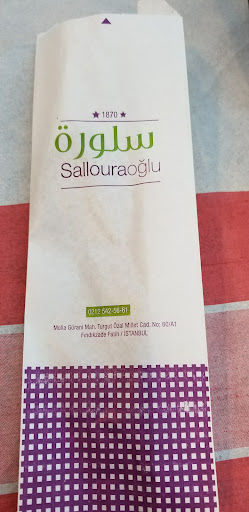 ★ 1870 ★
سلورة
Sallouraoğlu
0212 542-56-61
Molla Gürani Mah. Turgut Özal Millet Cad. No: 60/A1
Fındıkzade Fatih / İSTANBUL